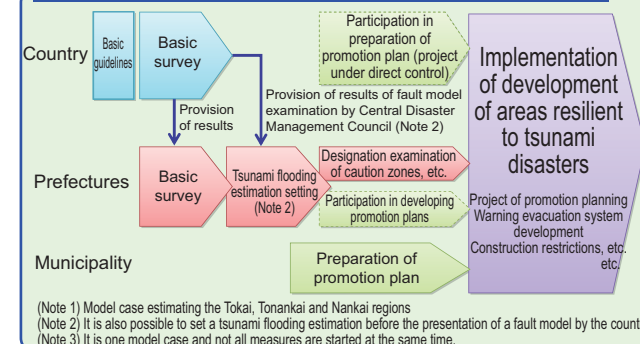 Country
Basic
guidelines
Basic
survey
Participation in
preparation of
promotion plan (project
under direct control)
Provision
of results
Provision of results of fault model
examination by Central Disaster
Management Council (Note 2)
Prefectures
Basic
survey
Tsunami flooding
estimation setting
(Note 2)
Designation examination
of caution zones, etc.
Participation in developing
promotion plans
Municipality
Preparation of
promotion plan
Implementation
of development
of areas resilient
to tsunami
disasters
Project of promotion planning
Warning evacuation system
development
Construction restrictions, etc.
etc.
(Note 1) Model case estimating the Tokai, Tonankai and Nankai regions
(Note 2) It is also possible to set a tsunami flooding estimation before the presentation of a fault model by the count
(Note 3) It is one model case and not all measures are started at the same time.